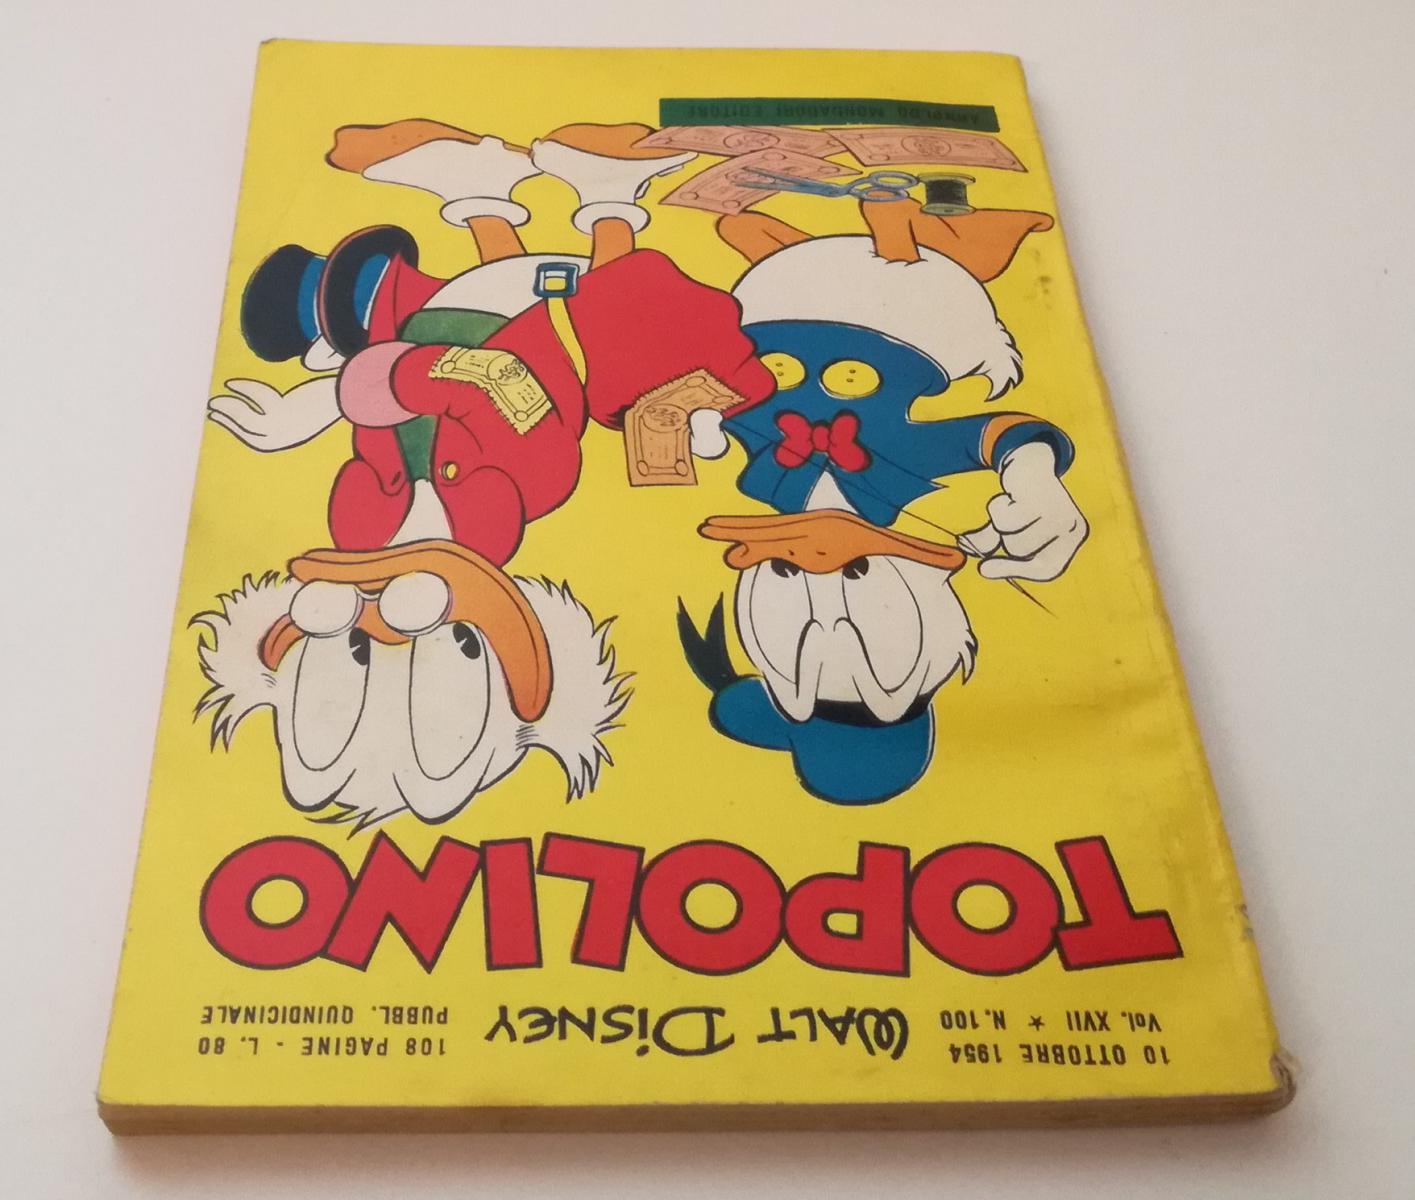 10 OTTOBRE 1954
Vol. XVII ★ N. 100
WALT DISNEY
108 PAGINE - L. 80
PUBBL. QUINDICINALE
TOPOLINO
ARNOLDO MONDADORI EDITORE